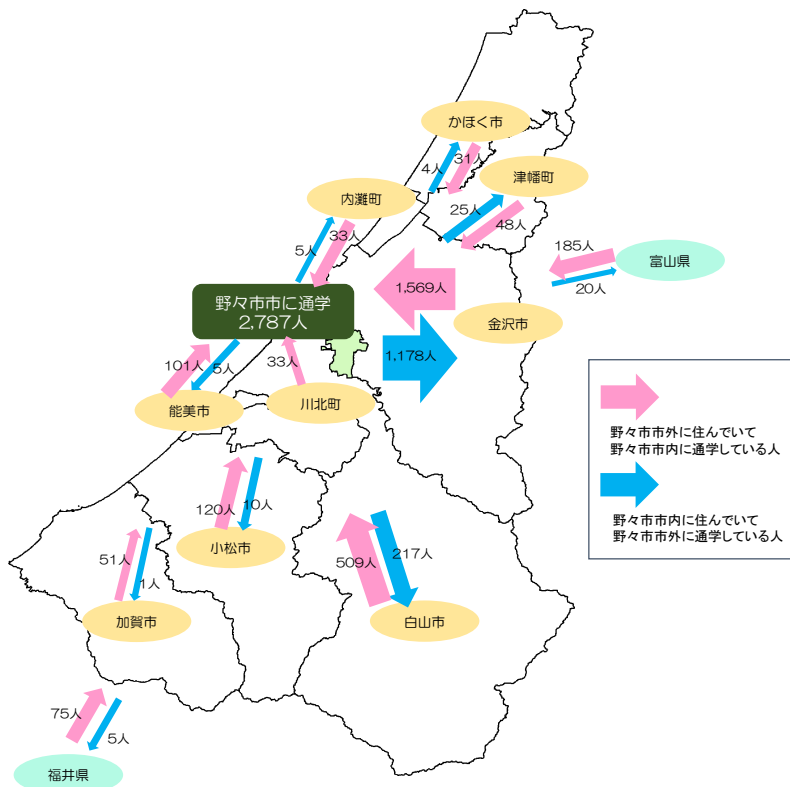 かほく市
4人
31人
津幡町
内灘町
25人
48人
5人
33人
185人
富山県
20人
1,569人
野々市市に通学
2,787人
金沢市
1,178人
101人
5人
33人
能美市
川北町
野々市市外に住んでいて
野々市市内に通学している人
野々市市内に住んでいて
野々市市外に通学している人
120人
10人
小松市
51人
1人
509人
217人
加賀市
白山市
75人
5人
福井県